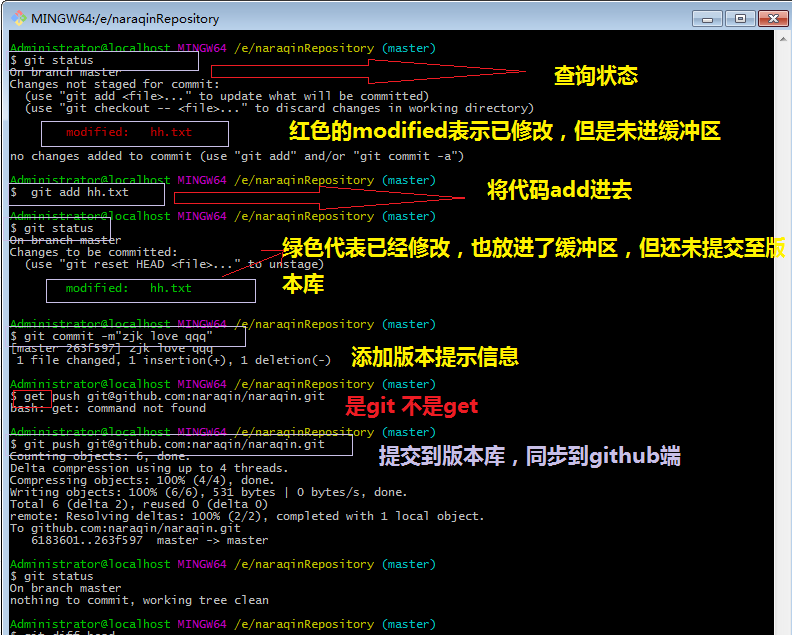 MINGW64:/e/naraqinRepository
Administrator@localhost MINGW64 /e/naraqinRepository (master)
$ git status
On branch master
查询状态
Changes not staged for commit:
(use "git add <file>..." to update what will be committed)
(use "git checkout -- <file>..." to discard changes in working directory)
modified:   hh.txt
红色的modified表示已修改，但是未进缓冲区
no changes added to commit (use "git add" and/or "git commit -a")
Administrator@localhost MINGW64 /e/naraqinRepository (master)
$  git add hh.txt
将代码add进去
Administrator@localhost MINGW64 /e/naraqinRepository (master)
$ git status
On branch master
Changes to be committed:
绿色代表已经修改，也放进了缓冲区，但还未提交至版
(use "git reset HEAD <file>..." to unstage)
本库
modified:   hh.txt
Administrator@localhost MINGW64 /e/naraqinRepository (master)
$ git commit -m"zjk love qqq"
[master 263f597] zjk love qqq
1 file changed, 1 insertion(+), 1 deletion(-)
添加版本提示信息
Administrator@localhost MINGW64 /e/naraqinRepository (master)
$ get push git@github.com:naraqin/naraqin.git
bash: get: command not found
是git 不是get
Administrator@localhost MINGW64 /e/naraqinRepository (master)
$ git push git@github.com:naraqin/naraqin.git
提交到版本库，同步到github端
Counting objects: 6, done.
Delta compression using up to 4 threads.
Compressing objects: 100% (4/4), done.
Writing objects: 100% (6/6), 531 bytes | 0 bytes/s, done.
Total 6 (delta 2), reused 0 (delta 0)
remote: Resolving deltas: 100% (2/2), completed with 1 local object.
To github.com:naraqin/naraqin.git
6183601..263f597  master -> master
Administrator@localhost MINGW64 /e/naraqinRepository (master)
$ git status
On branch master
nothing to commit, working tree clean
Administrator@localhost MINGW64 /e/naraqinRepository (master)
$ git diff head